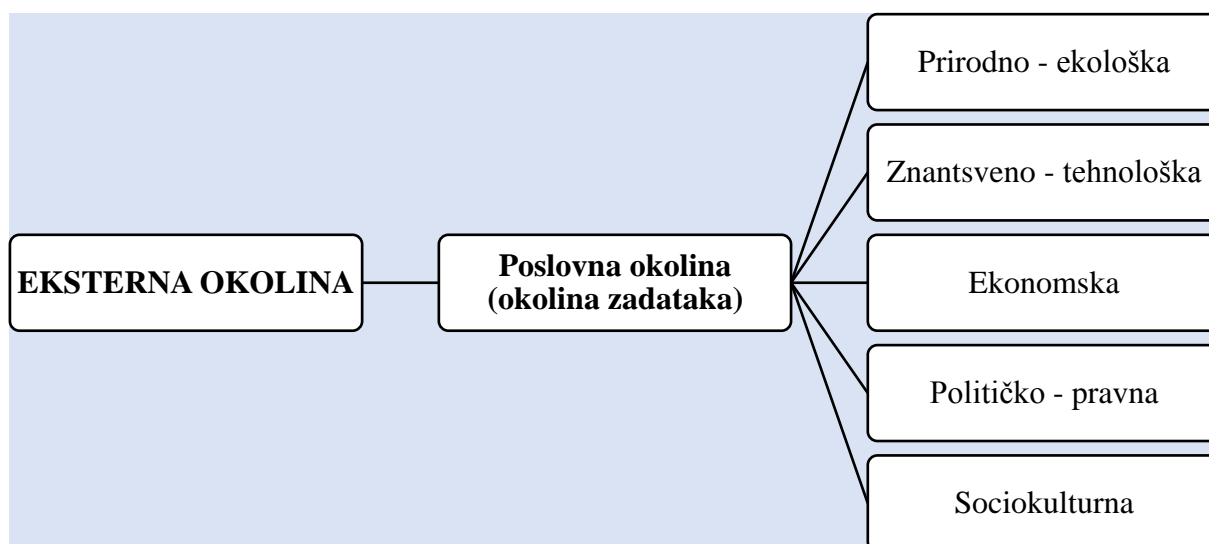 EKSTERNA OKOLINA
Poslovna okolina
(okolina zadataka)
Prirodno - ekološka
Znantsveno - tehnološka
Ekonomska
Političko - pravna
Sociokulturna